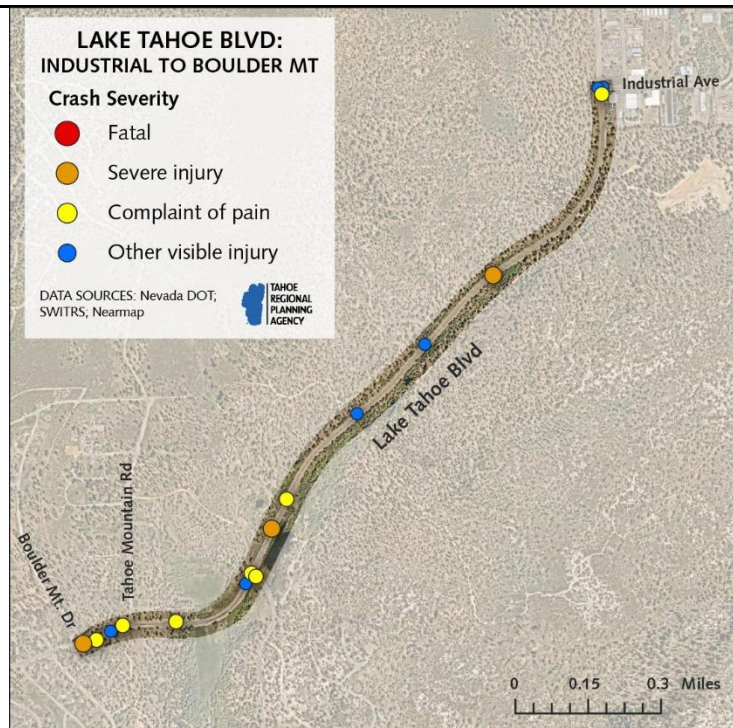 LAKE TAHOE BLVD:
INDUSTRIAL TO BOULDER MT
Crash Severity
Fatal
Severe injury
Complaint of pain
Other visible injury
DATA SOURCES: Nevada DOT;
SWITRS; Nearmap
TAHOE
REGIONAL
PLANNING
AGENCY
Industrial Ave
Lake Tahoe Blvd
Tahoe Mountain Rd
Boulder Mt. Dr
0 0.15 0.3 Miles